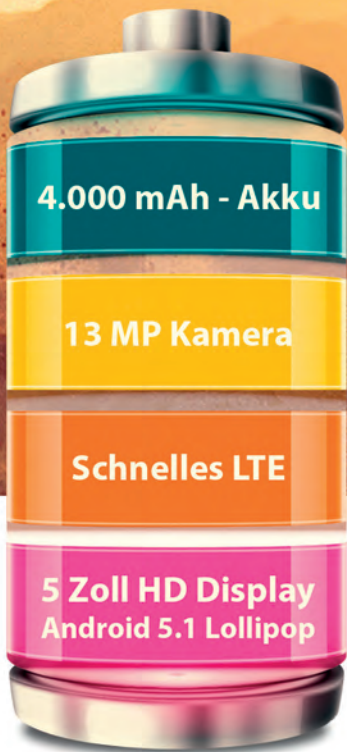 4.000 mAh - Akku
13 MP Kamera
Schnelles LTE
5 Zoll HD Display
Android 5.1 Lollipop